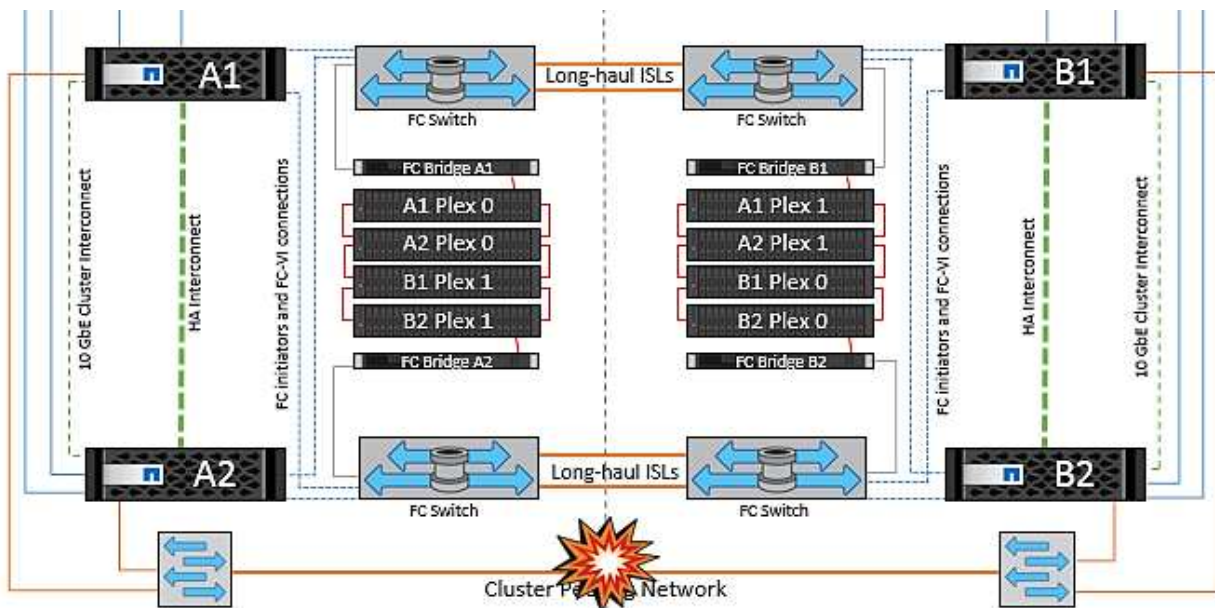 A1
B1
Long-haul ISLs
FC Switch
FC Switch
FC Bridge A1
FC Bridge B1
A1 Plex 0
A1 Plex 1
A2 Plex 0
A2 Plex 1
B1 Plex 1
B1 Plex 0
B2 Plex 1
B2 Plex 0
FC Bridge A2
FC Bridge B2
10 GbE cluster Interconnect
HA Interconnect
FC initiators and FC-VI connections
FC initiators and FC-VI connections
HA Interconnect
10 GbE Cluster Interconnect
A2
B2
Long-haul ISLs
FC Switch
FC Switch
Cluster Network